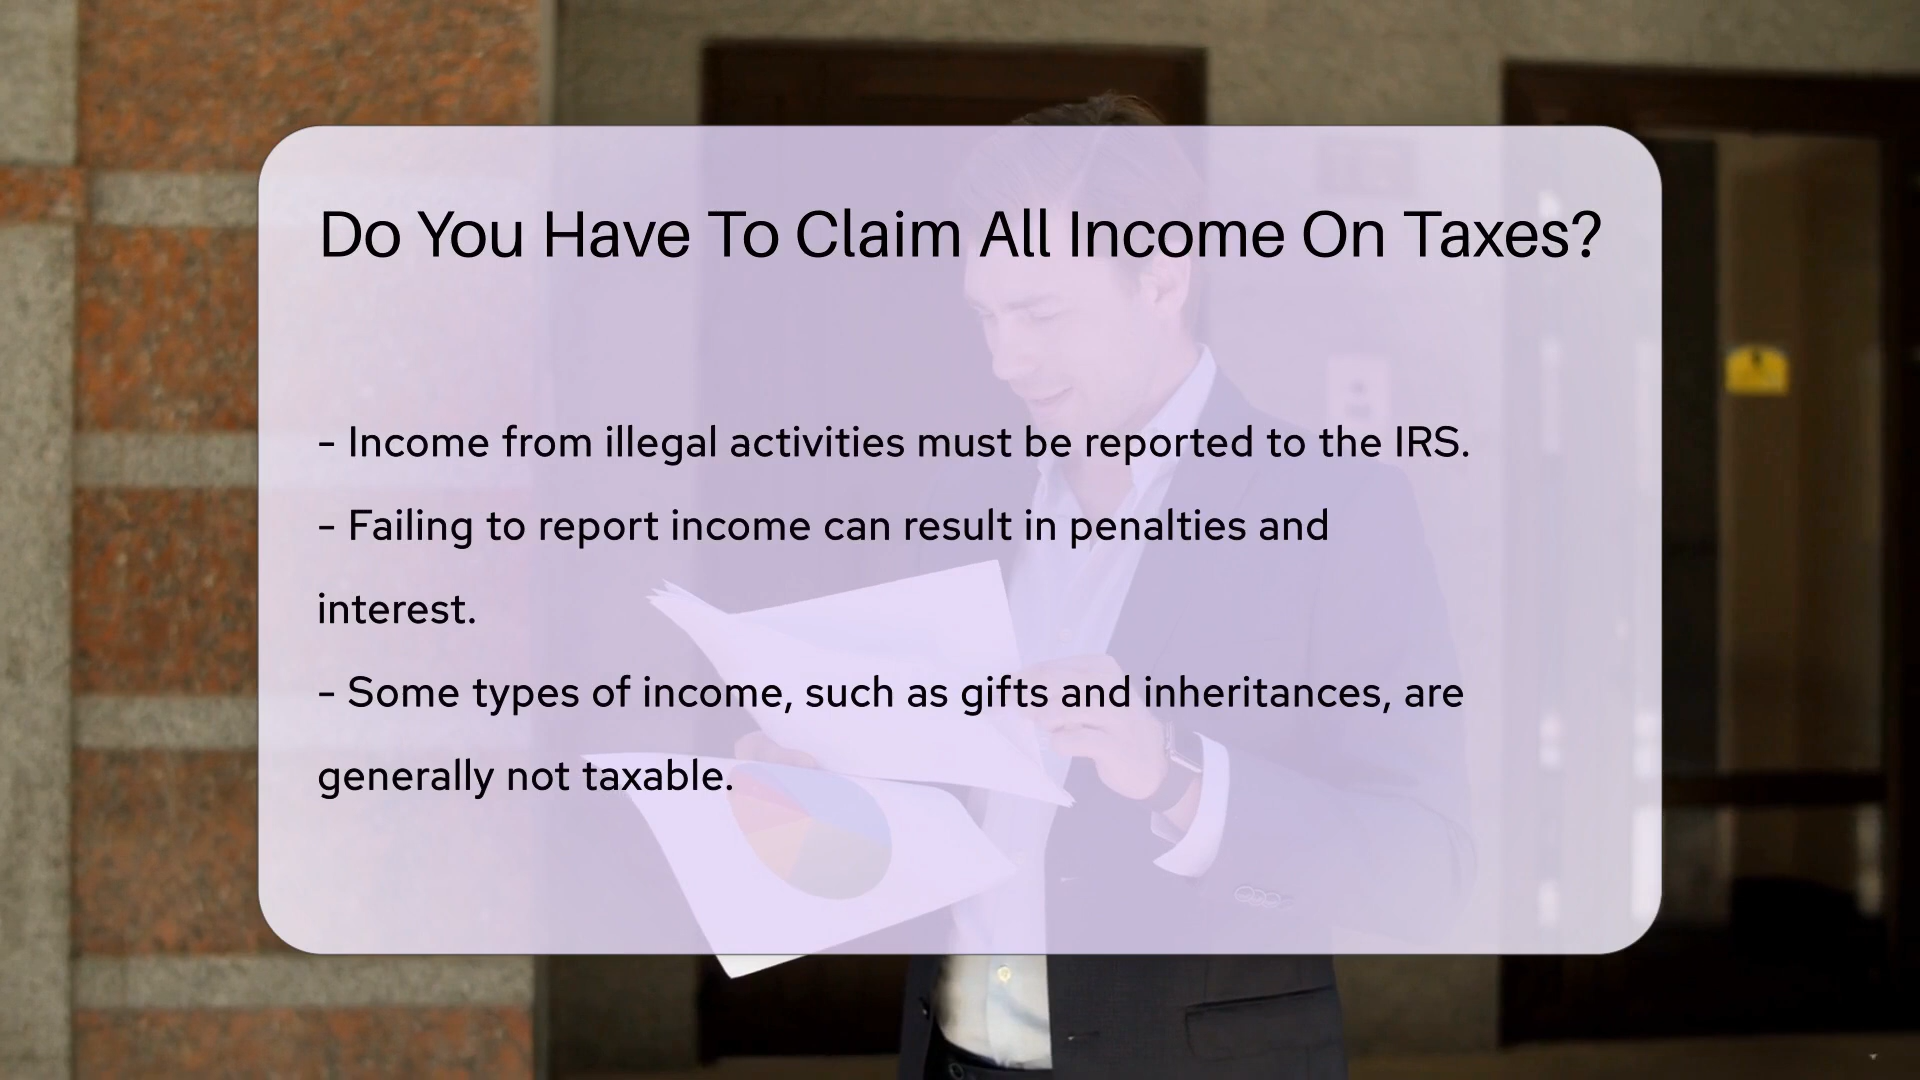 Do You Have To Claim All Income On Taxes?
- Income from illegal activities must be reported to the IRS.
- Failing to report income can result in penalties and
interest.
- Some types of income, such as gifts and inheritances, are
generally not taxable.